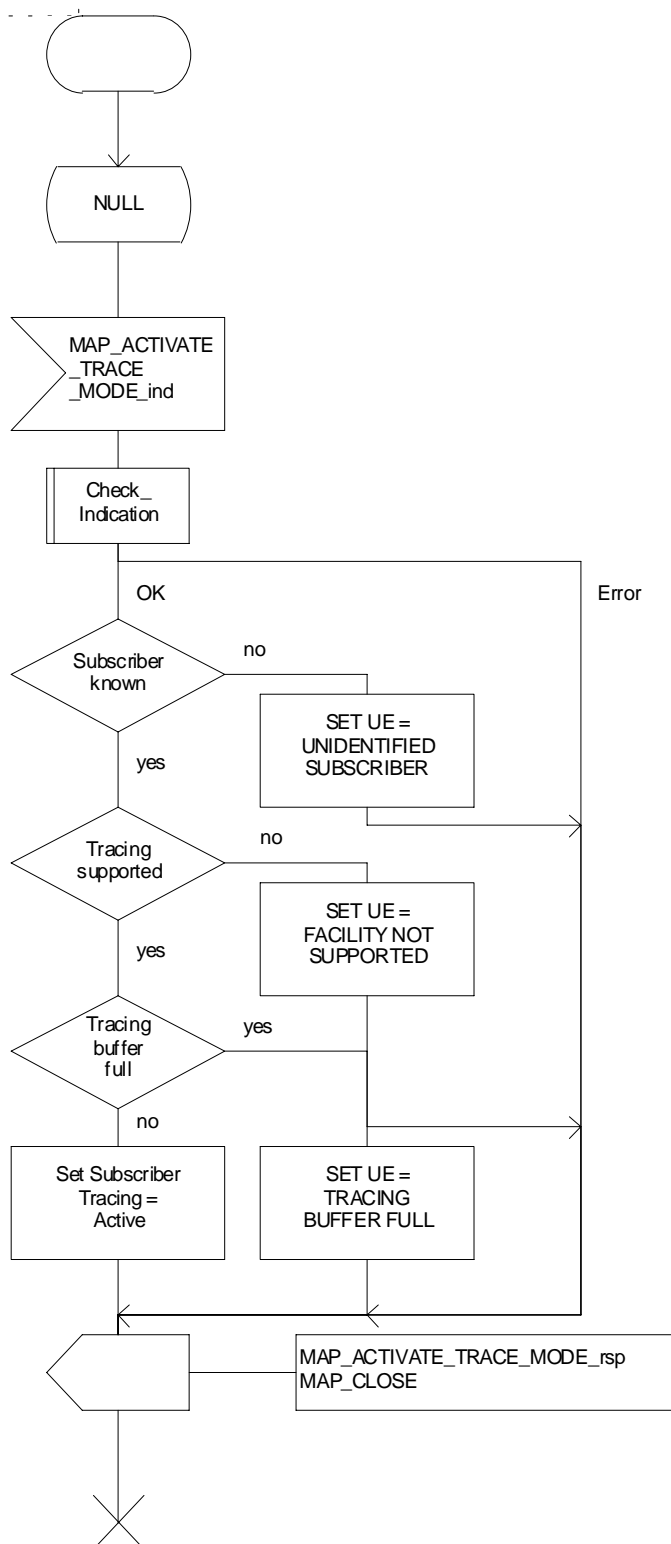 NULL
MAP_ACTIVATE
_TRACE
_MODE_ind
Check_
Indication
OK
Error
Subscriber
known
no
SET UE =
UNIDENTIFIED
SUBSCRIBER
yes
Tracing
supported
no
SET UE =
FACILITY NOT
SUPPORTED
yes
Tracing
buffer
full
yes
no
Set Subscriber
Tracing =
Active
SET UE =
TRACING
BUFFER FULL
MAP_ACTIVATE_TRACE_MODE_rsp
MAP_CLOSE